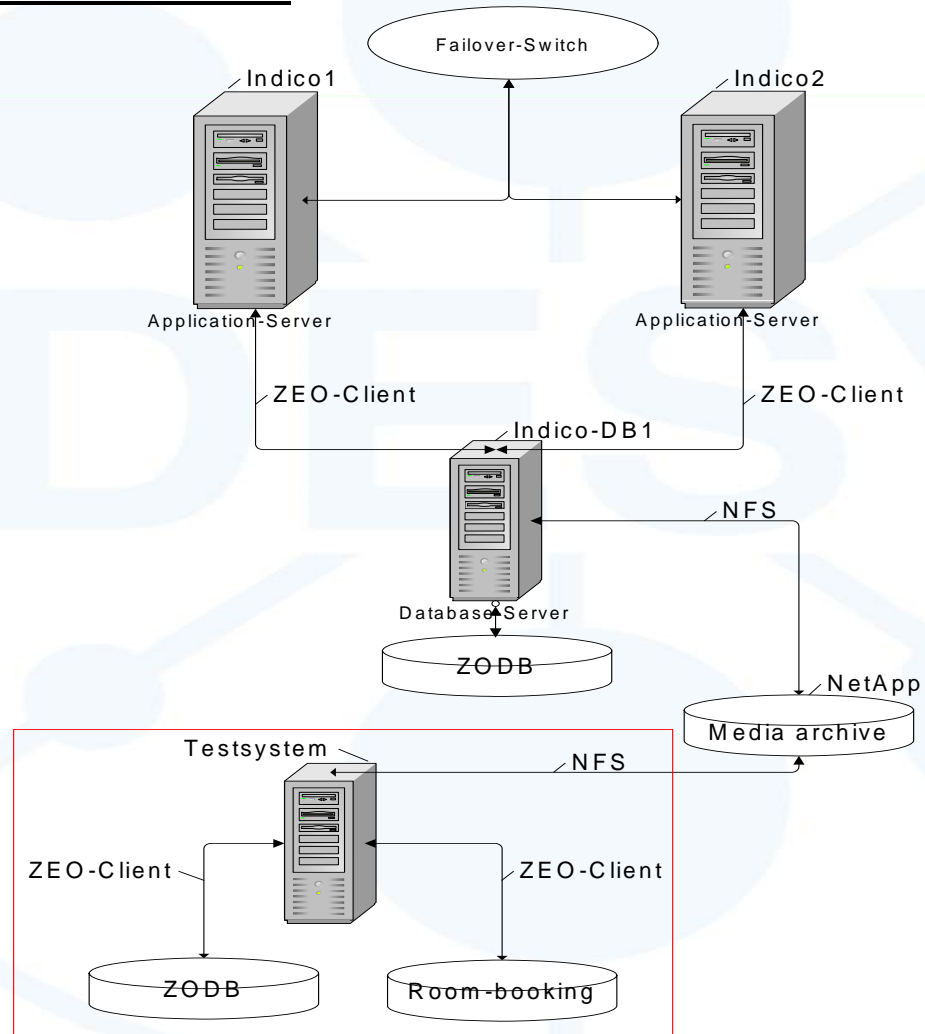 Failover-Switch
Indico1
Indico2
Application-Server
Application-Server
ZEO-Client
ZEO-Client
Indico-DB1
NFS
Database-Server
ZODB
NetApp
Media archive
Testsystem
NFS
ZEO-Client
ZEO-Client
ZODB
Room-booking
DESY